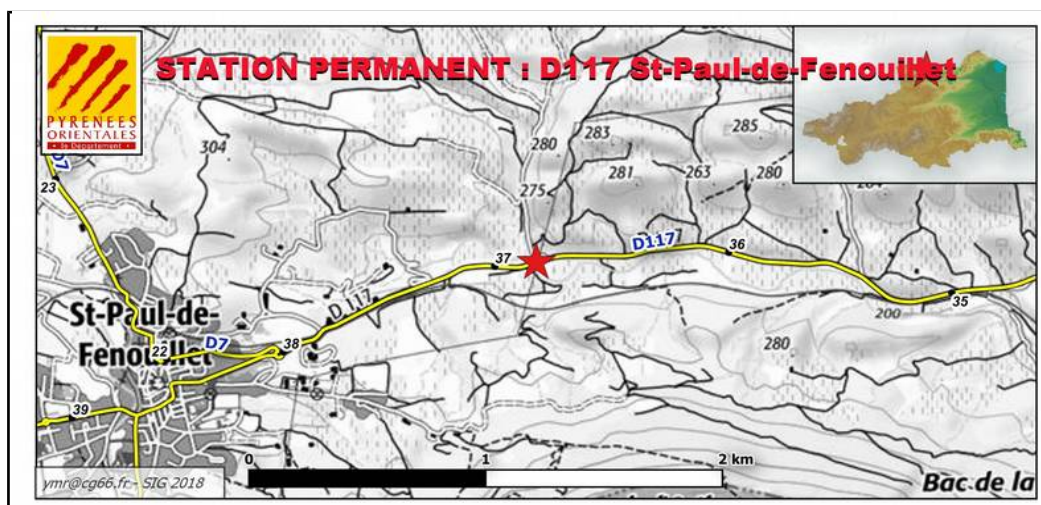 STATION PERMANENT : D117 St-Paul-de-Fenouillet
PYRENEES
ORIENTALES
le Département
304
280
283
285
281
263
280
275
23
D117
36
37
35
200
D117
St-Paul-de-
Fenouillet
22
D7
38
280
39
0
1
2 km
ymr@cg66.fr - SIG 2018
Bac de la